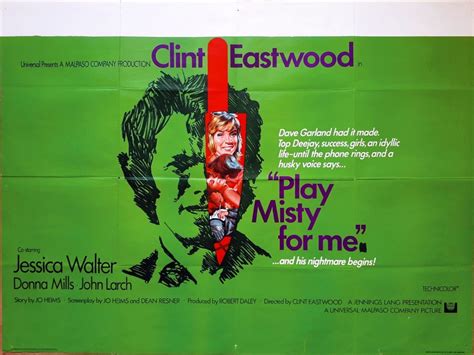 Universal Presents A MALPASO COMPANY PRODUCTION
Clint Eastwood
in
Dave Garland had it made.
Top Deejay, success, girls, an idyllic
life-until the phone rings, and a
husky voice says...
"Play
Misty
for me."
...and his nightmare begins!
Co-starring
Jessica Walter
Donna Mills John Larch
Story by JO HEIMS Screenplay by JO HEIMS and DEAN RIESNER Produced by ROBERT DALEY Directed by CLINT EASTWOOD A JENNINGS LANG PRESENTATION
A UNIVERSAL MALPASO COMPANY PICTURE
TECHNICOLOR